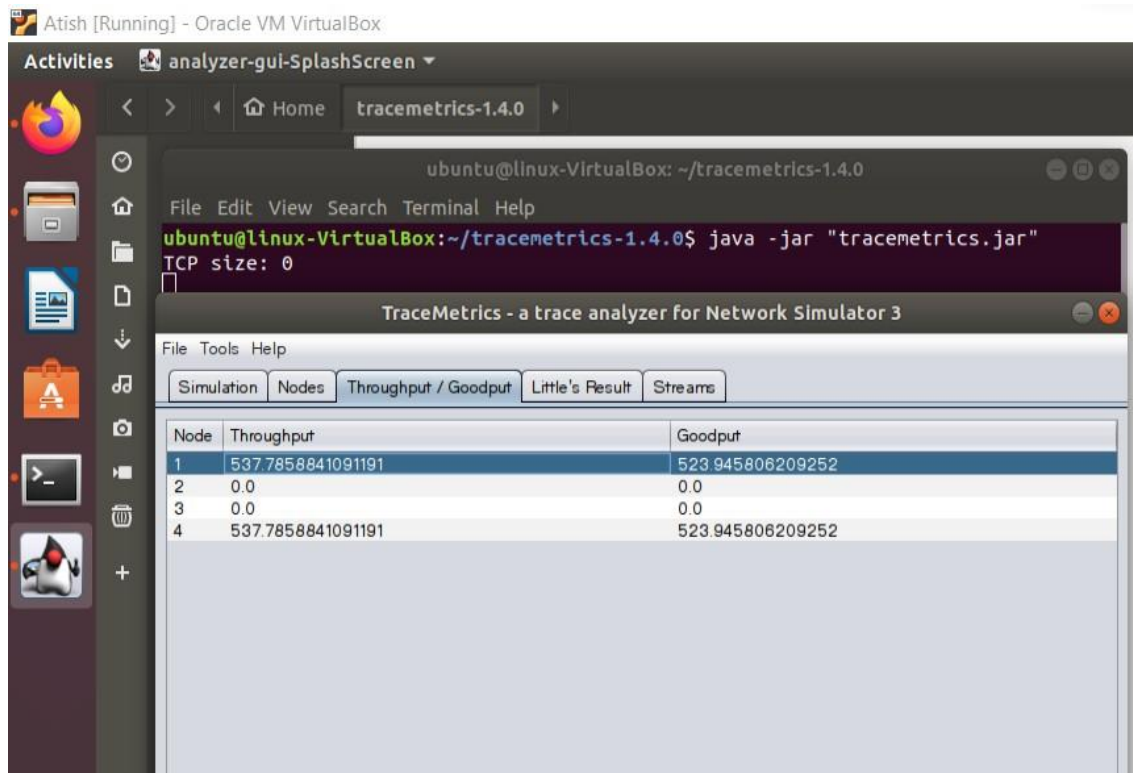 Atish [Running] - Oracle VM VirtualBox
Activities analyzer-gui-SplashScreen
Home tracemetrics-1.4.0
ubuntu@linux-VirtualBox: ~/tracemetrics-1.4.0
File Edit View Search Terminal Help
ubuntu@linux-VirtualBox:~/tracemetrics-1.4.0$ java -jar "tracemetrics.jar"
TCP size: 0
TraceMetrics - a trace analyzer for Network Simulator 3
File Tools Help
Simulation Nodes Throughput / Goodput Little's Result Streams
Node Throughput Goodput
1 537.7858841091191 523.945806209252
2 0.0 0.0
3 0.0 0.0
4 537.7858841091191 523.945806209252